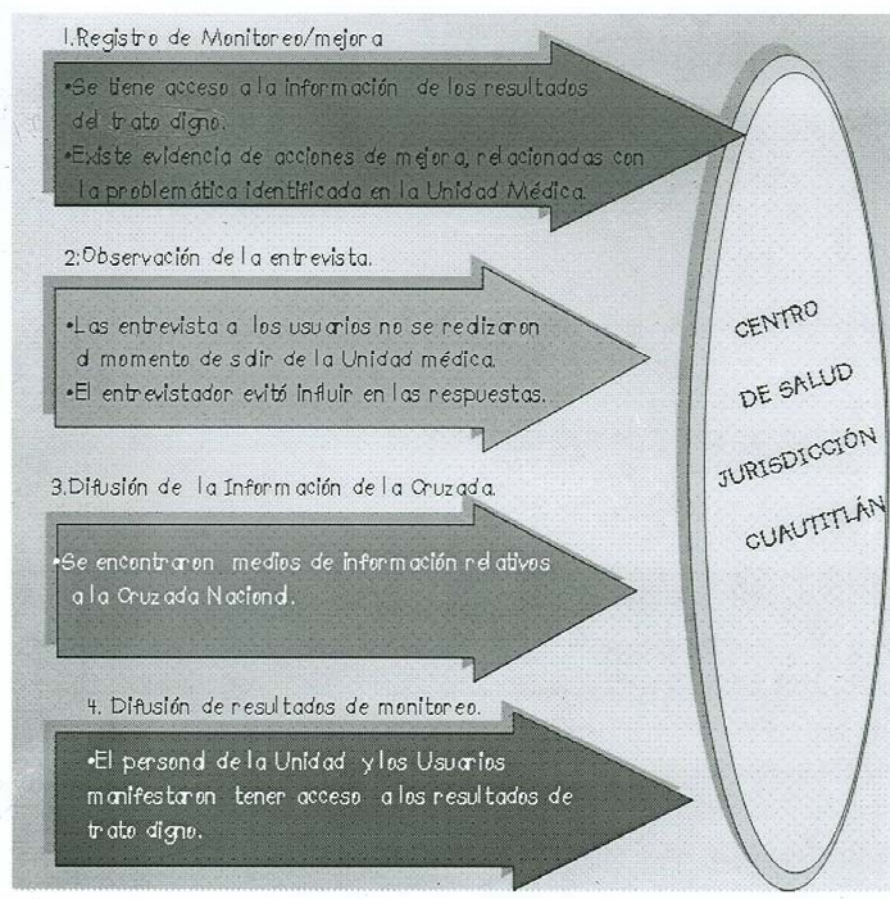 1.Registro de Monitoreo/mejora
•Se tiene acceso a la información de los resultados
del trato digno.
•Existe evidencia de acciones de mejora, relacionadas con
la problemática identificada en la Unidad Médica.
2:Observación de la entrevista.
•Las entrevista a los usuarios no se realizaron
al momento de salir de la Unidad médica.
•El entrevistador evitó influir en las respuestas.
3.Difusión de la Información de la Cruzada.
•Se encontraron medios de información relativos
a la Cruzada Nacional.
4. Difusión de resultados de monitoreo.
•El personal de la Unidad y los Usuarios
manifestaron tener acceso a los resultados de
trato digno.
CENTRO
DE SALUD
JURISDICCIÓN
CUAUTITLÁN